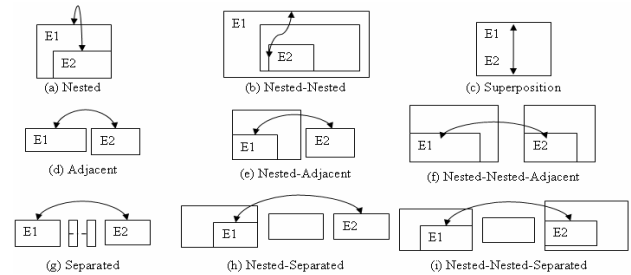 E1
E2
(a) Nested
E1
E2
(b) Nested-Nested
E1
E2
(c) Superposition
E1
E2
(d) Adjacent
E1
E2
(e) Nested-Adjacent
E1
E2
(f) Nested-Nested-Adjacent
E1
E2
(g) Separated
E1
E2
(h) Nested-Separated
E1
E2
(i) Nested-Nested-Separated